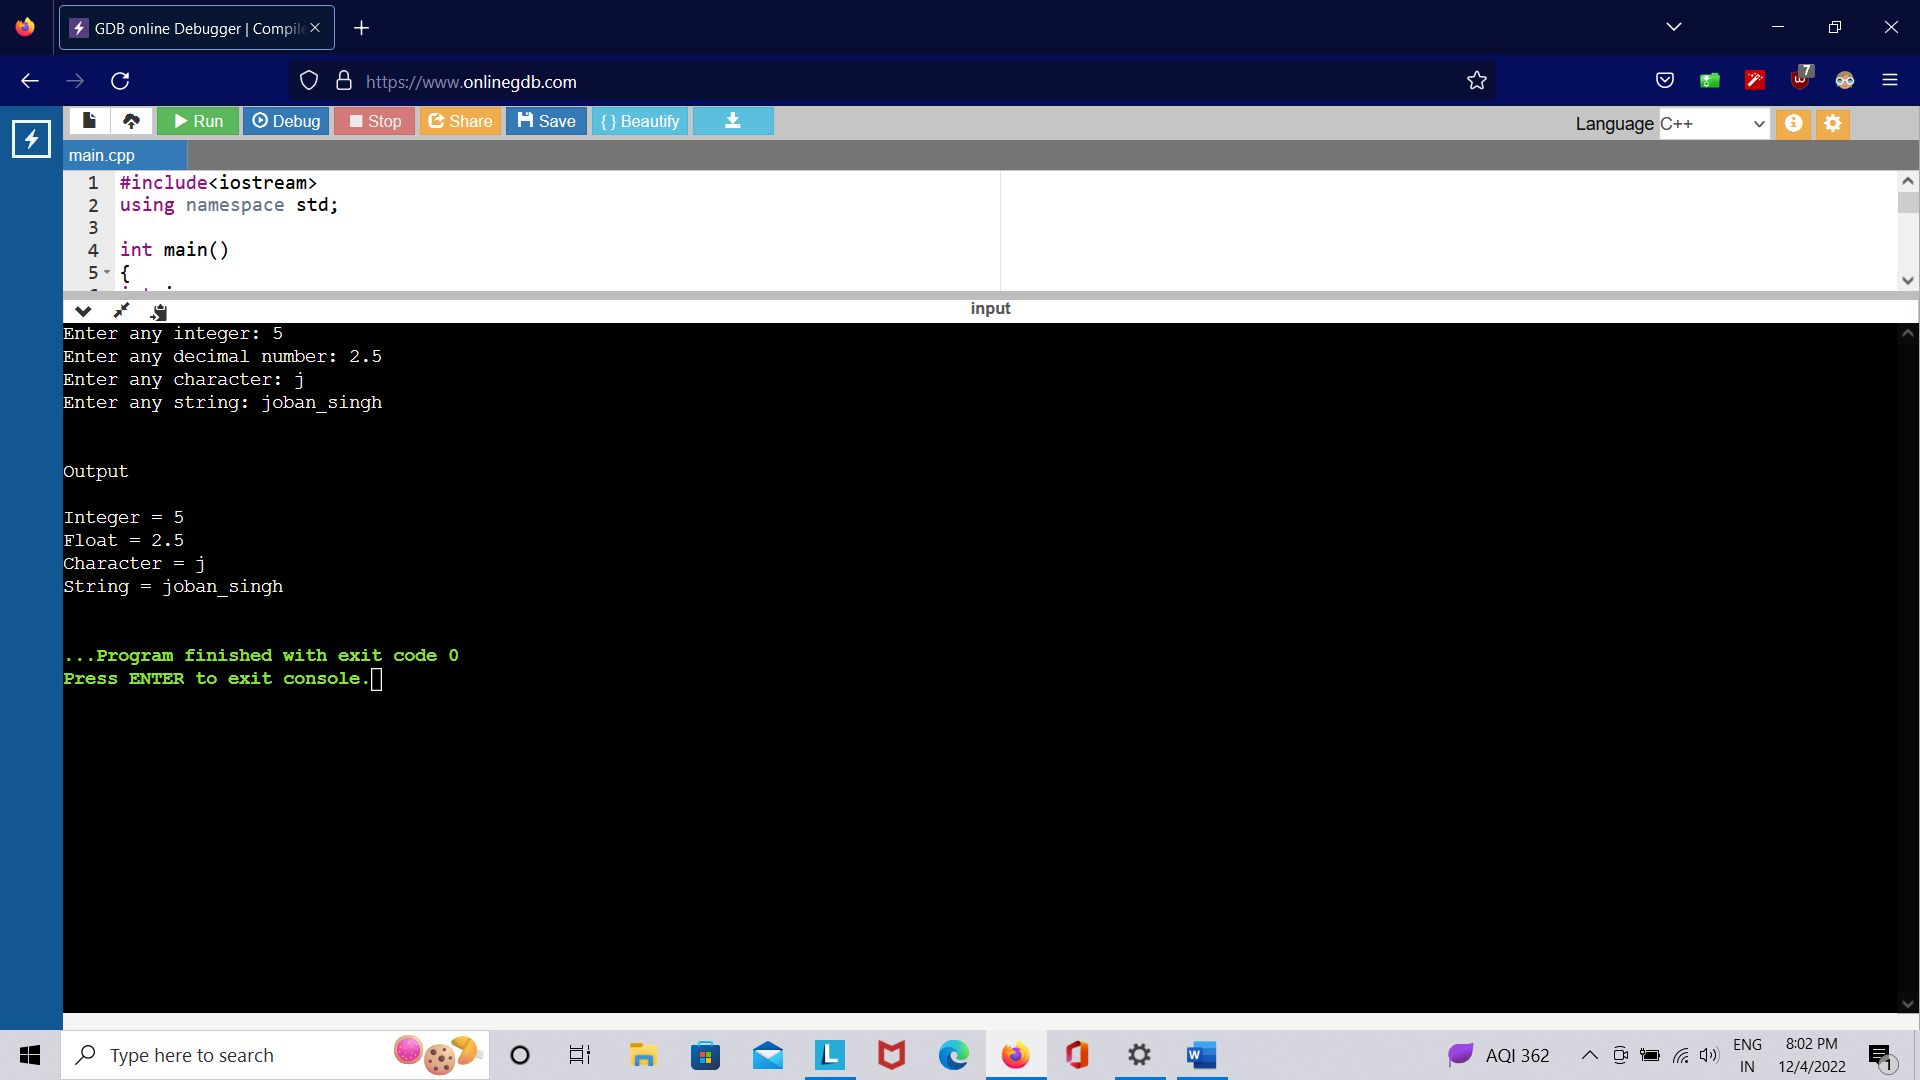 GDB online Debugger | Compile
https://www.onlinegdb.com
7
Run Debug Stop Share Save { } Beautify
Language C++
main.cpp
1 #include<iostream>
2 using namespace std;
3
4 int main()
5 {
input
Enter any integer: 5
Enter any decimal number: 2.5
Enter any character: j
Enter any string: joban_singh
Output
Integer = 5
Float = 2.5
Character = j
String = joban_singh
...Program finished with exit code 0
Press ENTER to exit console.
Type here to search
AQI 362
ENG
IN
8:02 PM
12/4/2022
1